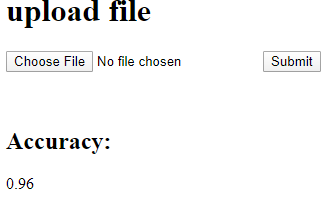 upload file
Choose File No file chosen Submit
Accuracy:
0.96